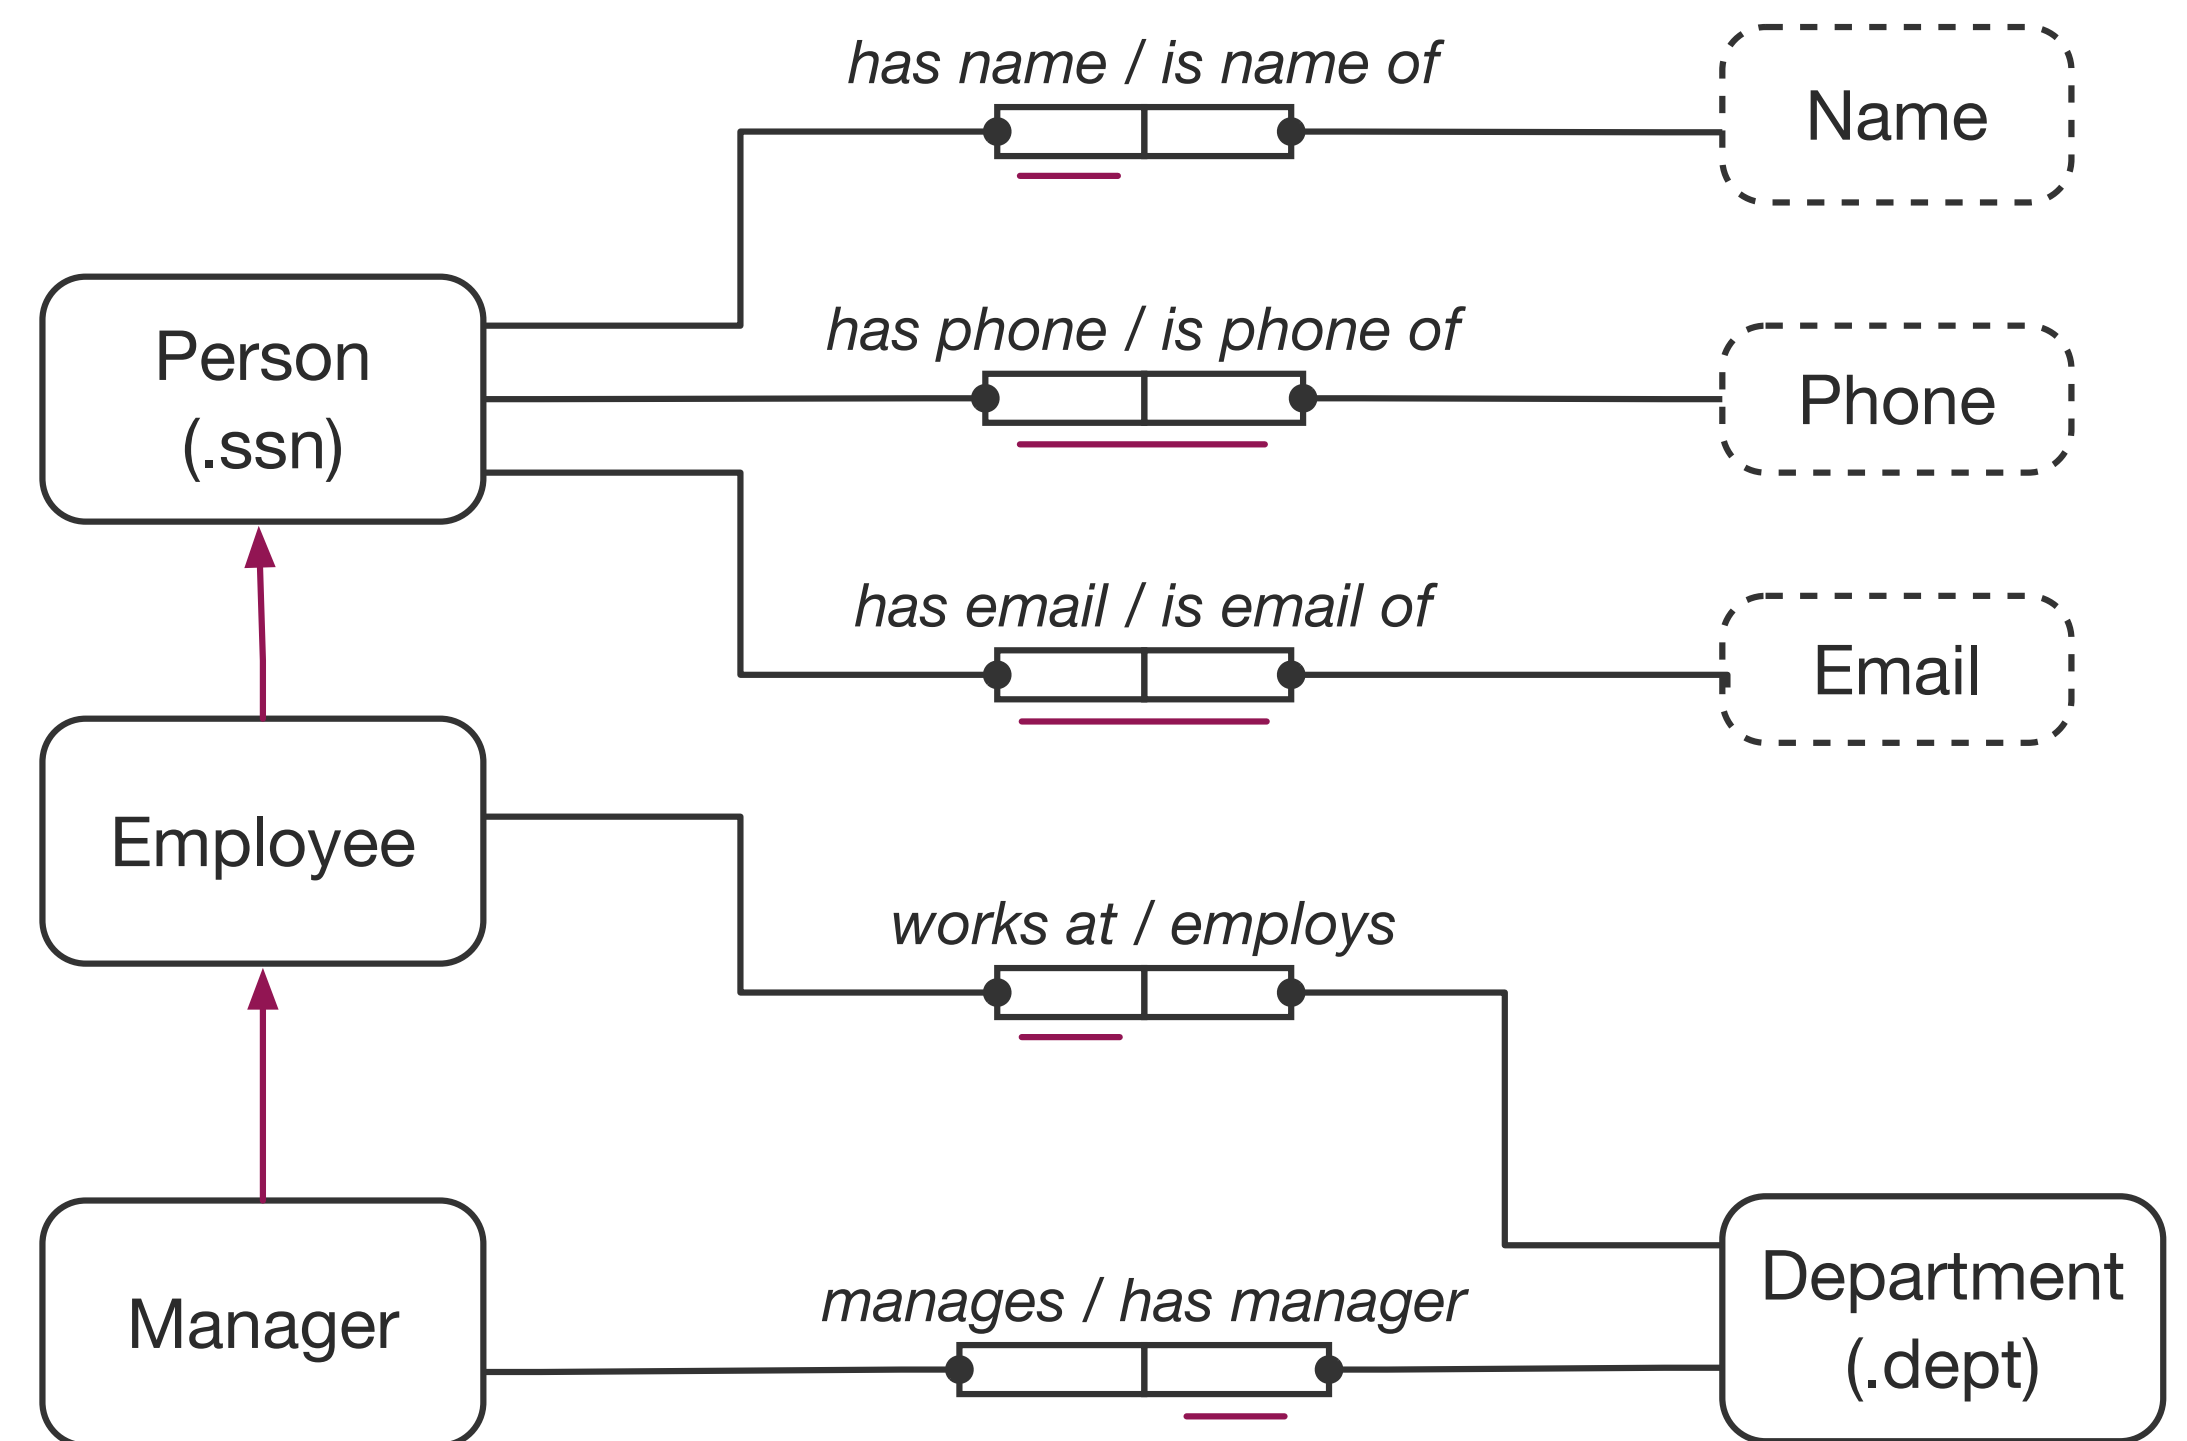 has name / is name of
Name
Person
(.ssn)
has phone / is phone of
Phone
has email / is email of
Email
Employee
works at / employs
Manager
manages / has manager
Department
(.dept)